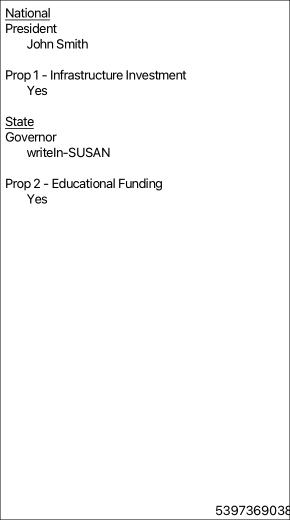 National
President
John Smith
Prop 1 - Infrastructure Investment
Yes
State
Governor
writeIn-SUSAN
Prop 2 - Educational Funding
Yes
5397369038